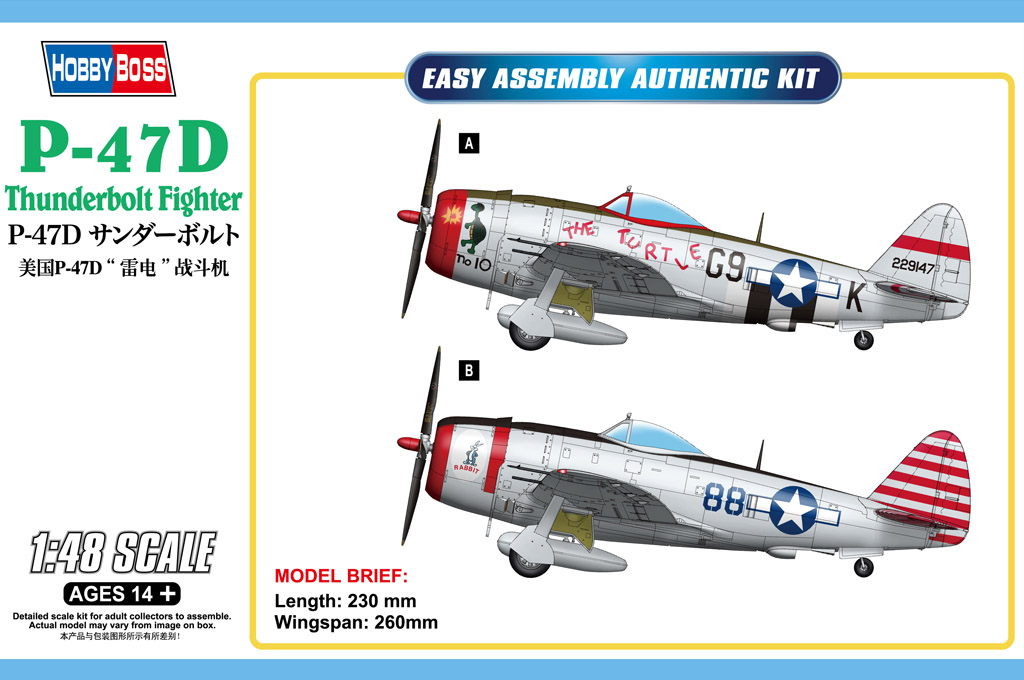 HOBBY BOSS
P-47D
Thunderbolt Fighter
P-47D サンダーボルト
美国P-47D“雷电”战斗机
EASY ASSEMBLY AUTHENTIC KIT
A
THE TURTLE
no 10
G9
K
229147
B
RABBIT
88
1:48 SCALE
AGES 14 +
Detailed scale kit for adult collectors to assemble.
Actual model may vary from image on box.
本产品与包装图形所示有所差别!
MODEL BRIEF:
Length: 230 mm
Wingspan: 260mm